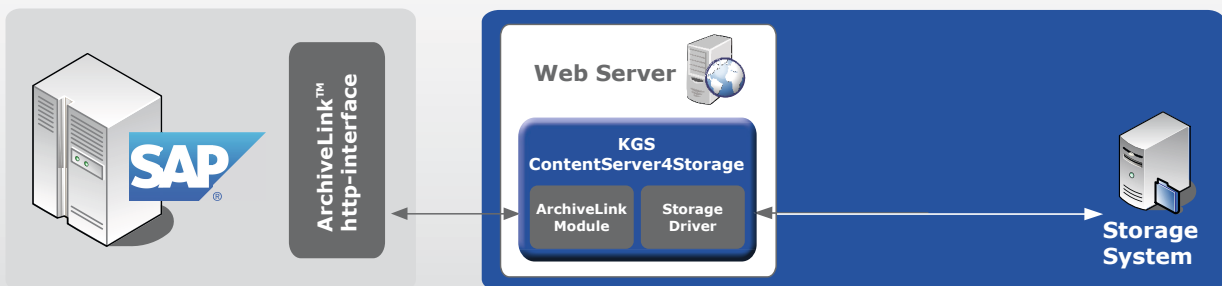 SAP
®
ArchiveLink™
http-interface
Web Server
KGS
ContentServer4Storage
ArchiveLink
Module
Storage
Driver
Storage
System